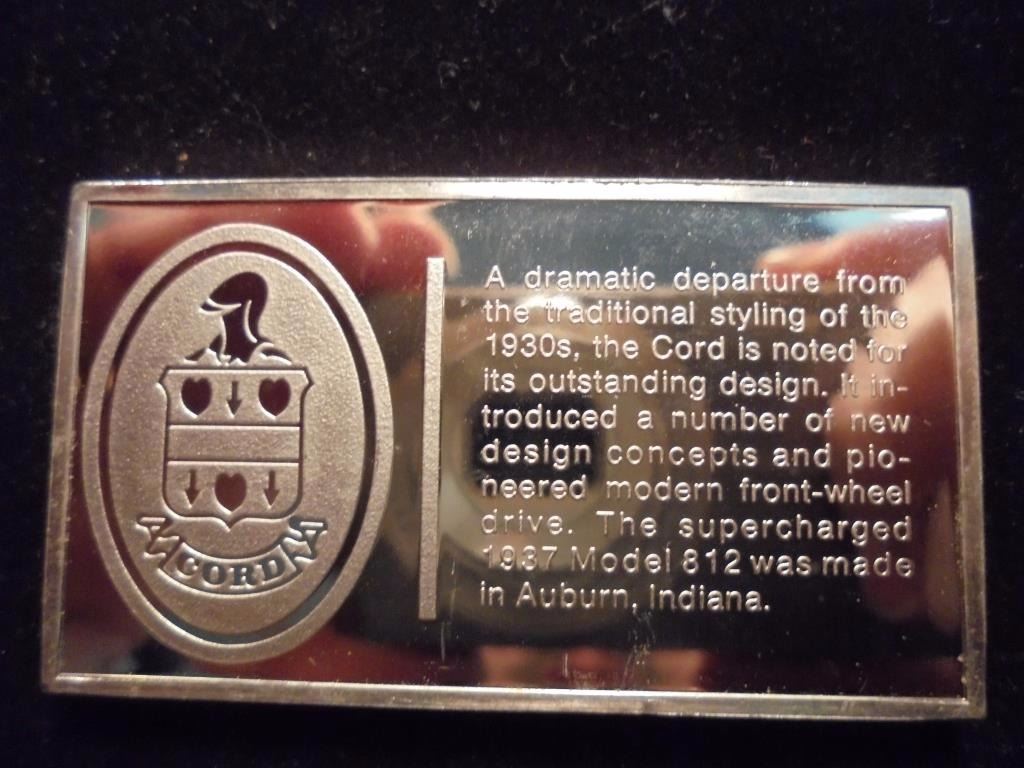 CORD
A dramatic departure from
the traditional styling of the
1930s, the Cord is noted for
its outstanding design. It in-
troduced a number of new
design concepts and pio-
neered modern front-wheel
drive. The supercharged
1937 Model 812 was made
in Auburn, Indiana.